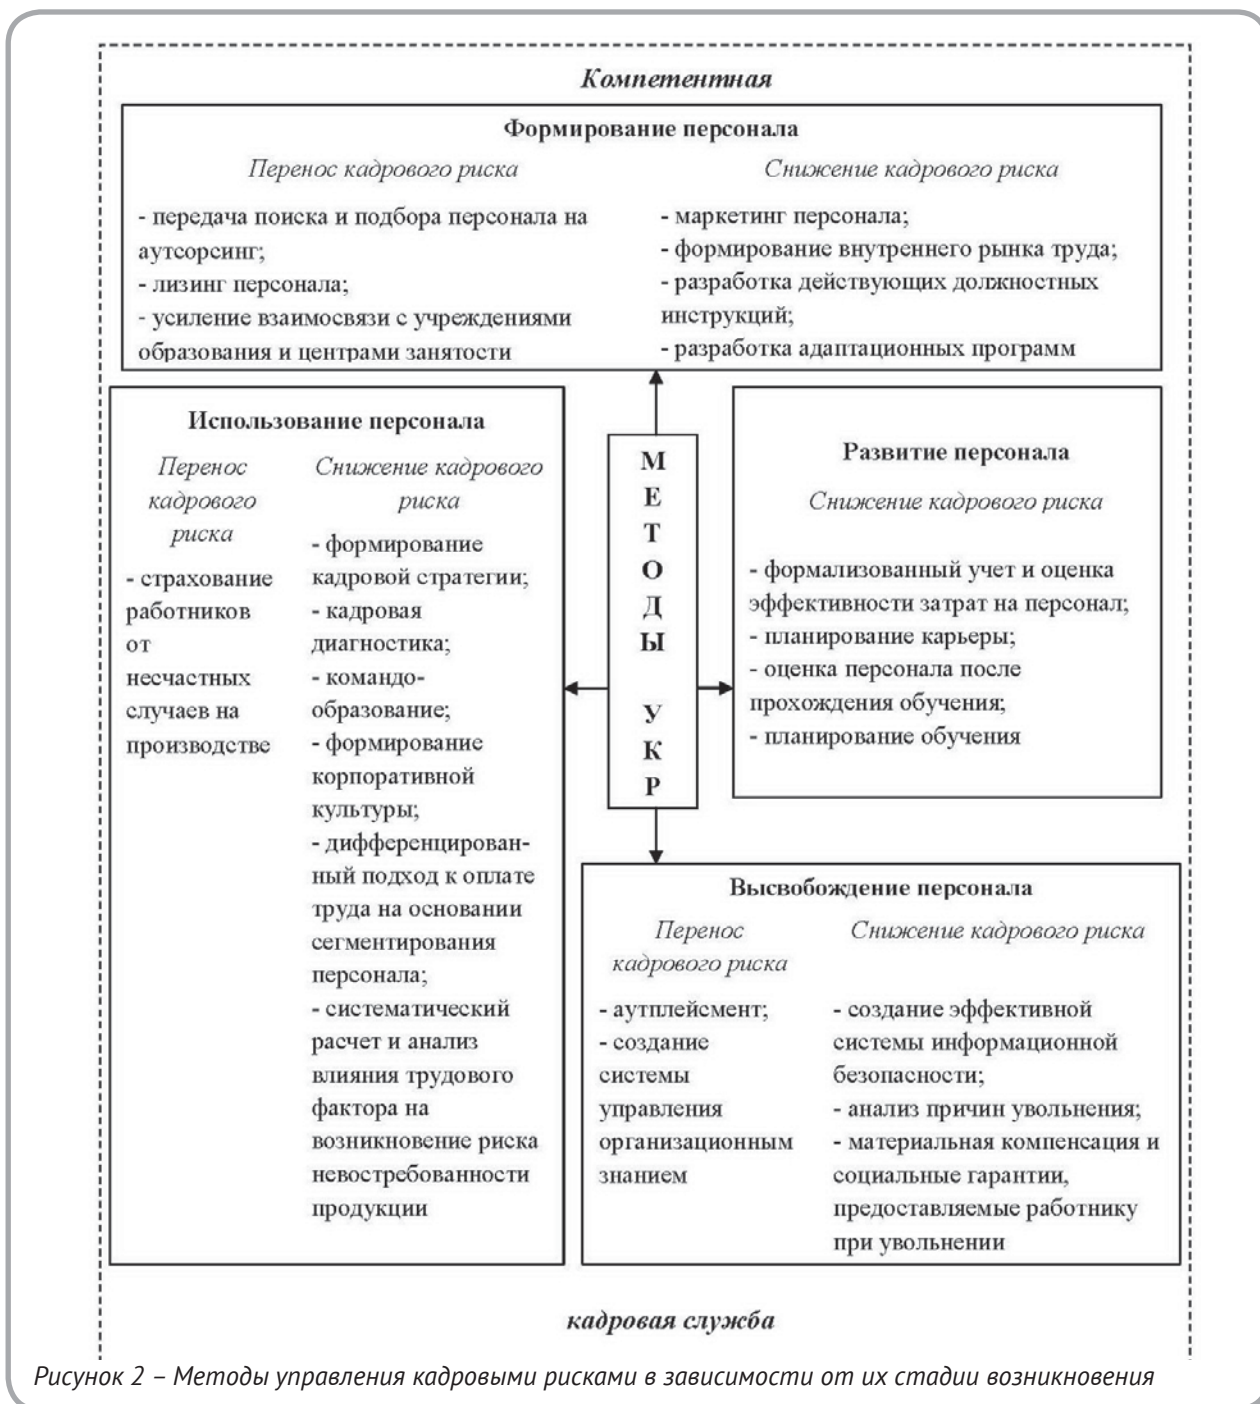 Компетентная
Формирование персонала
Перенос кадрового риска
- передача поиска и подбора персонала на
аутсорсинг;
- лизинг персонала;
- усиление взаимосвязи с учреждениями
образования и центрами занятости
Снижение кадрового риска
- маркетинг персонала;
- формирование внутреннего рынка труда;
- разработка действующих должностных
инструкций;
- разработка адаптационных программ
Использование персонала
Перенос
кадрового
риска
- страхование
работников
от
несчастных
случаев на
производстве
Снижение кадрового
риска
- формирование
кадровой стратегии;
- кадровая
диагностика;
- командо-
образование;
- формирование
корпоративной
культуры;
- дифференцирован-
ный подход к оплате
труда на основании
сегментирования
персонала;
- систематический
расчет и анализ
влияния трудового
фактора на
возникновение риска
невостребованности
продукции
М
Е
Т
О
Д
Ы
У
К
Р
Развитие персонала
Снижение кадрового риска
- формализованный учет и оценка
эффективности затрат на персонал;
- планирование карьеры;
- оценка персонала после
прохождения обучения;
- планирование обучения
Высвобождение персонала
Перенос
кадрового риска
- аутплейсмент;
- создание
системы
управления
организационным
знанием
Снижение кадрового риска
- создание эффективной
системы информационной
безопасности;
- анализ причин увольнения;
- материальная компенсация и
социальные гарантии,
предоставляемые работнику
при увольнении
кадровая служба
Рисунок 2 – Методы управления кадровыми рисками в зависимости от их стадии возникновения